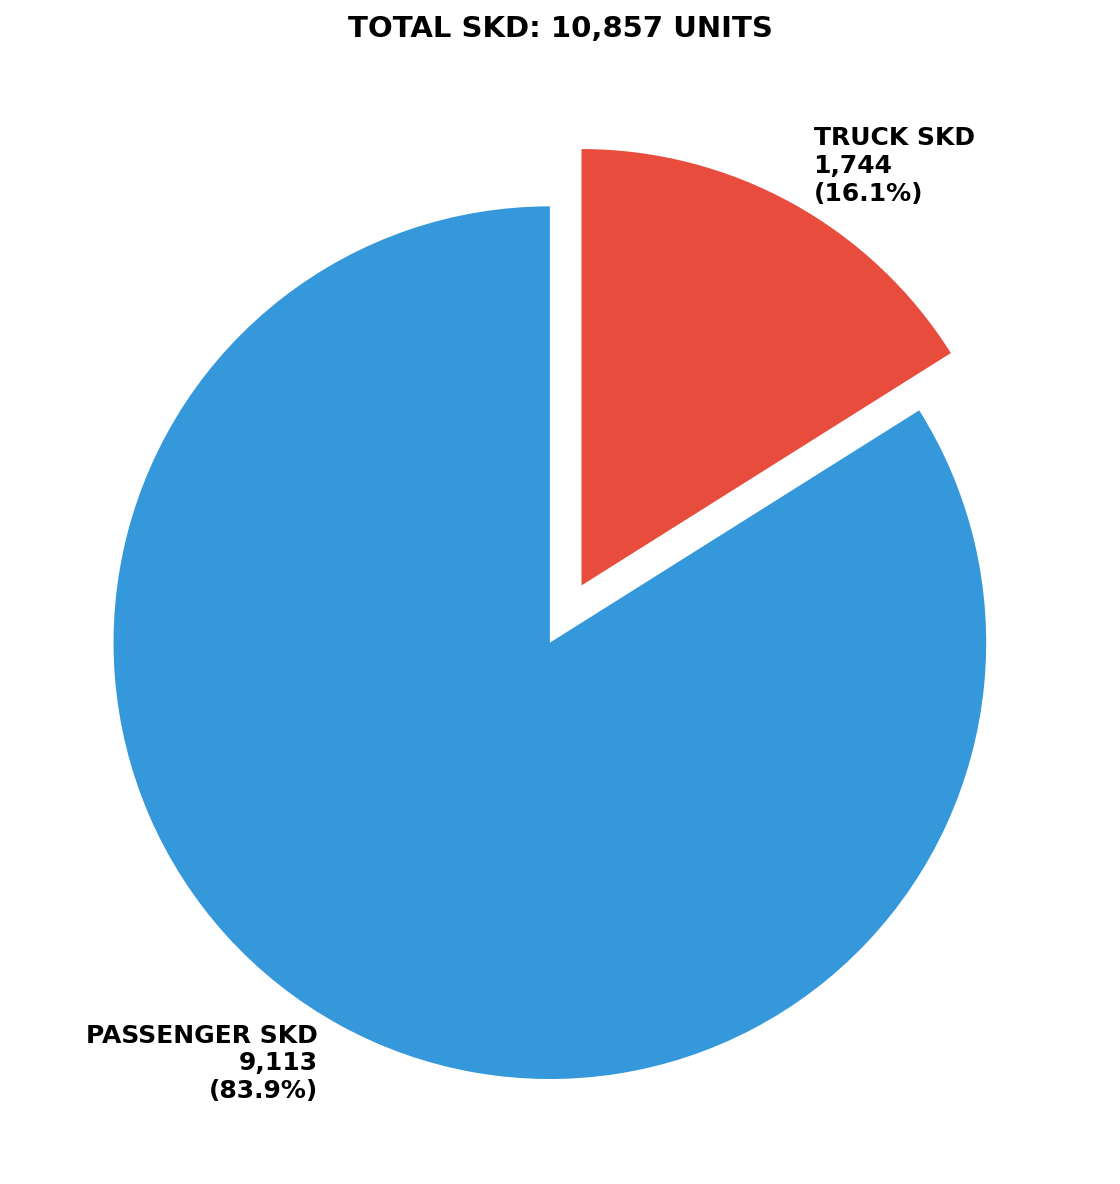 TOTAL SKD: 10,857 UNITS
TRUCK SKD
1,744
(16.1%)
PASSENGER SKD
9,113
(83.9%)